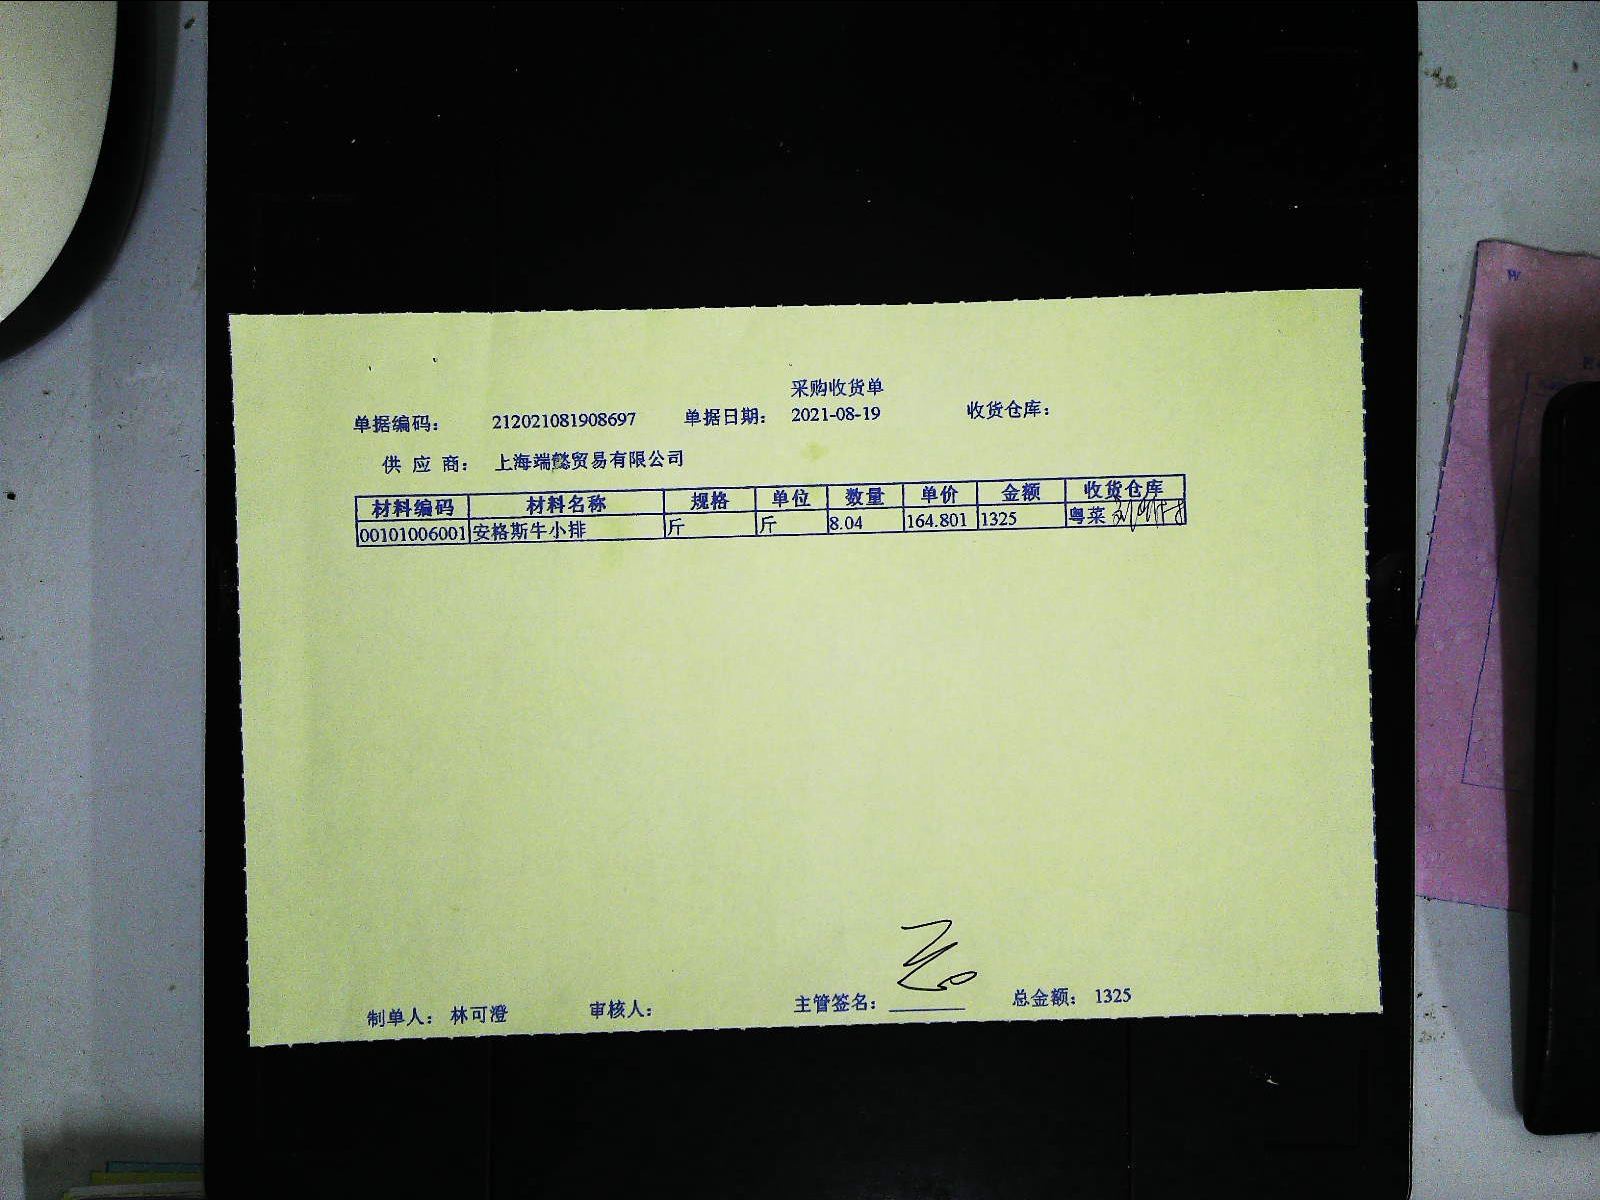 采购收货单
单据编码： 212021081908697 单据日期： 2021-08-19 收货仓库：
供 应 商： 上海端懿贸易有限公司
材料编码 材料名称 规格 单位 数量 单价 金额 收货仓库
00101006001 安格斯牛小排 斤 斤 8.04 164.801 1325 粤菜
制单人： 林可澄 审核人： 主管签名： 总金额： 1325